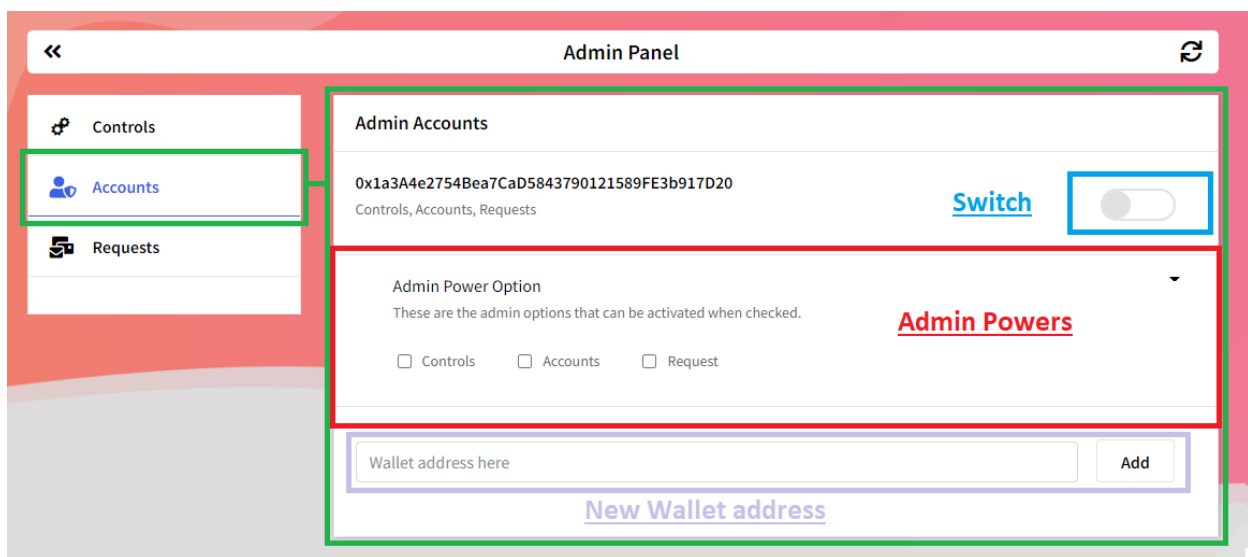 Admin Panel
Controls
Accounts
Requests
Admin Accounts
0x1a3A4e2754Bea7CaD5843790121589FE3b917D20
Controls, Accounts, Requests
Switch
Admin Power Option
These are the admin options that can be activated when checked.
Admin Powers
Controls Accounts Request
Wallet address here Add
New Wallet address